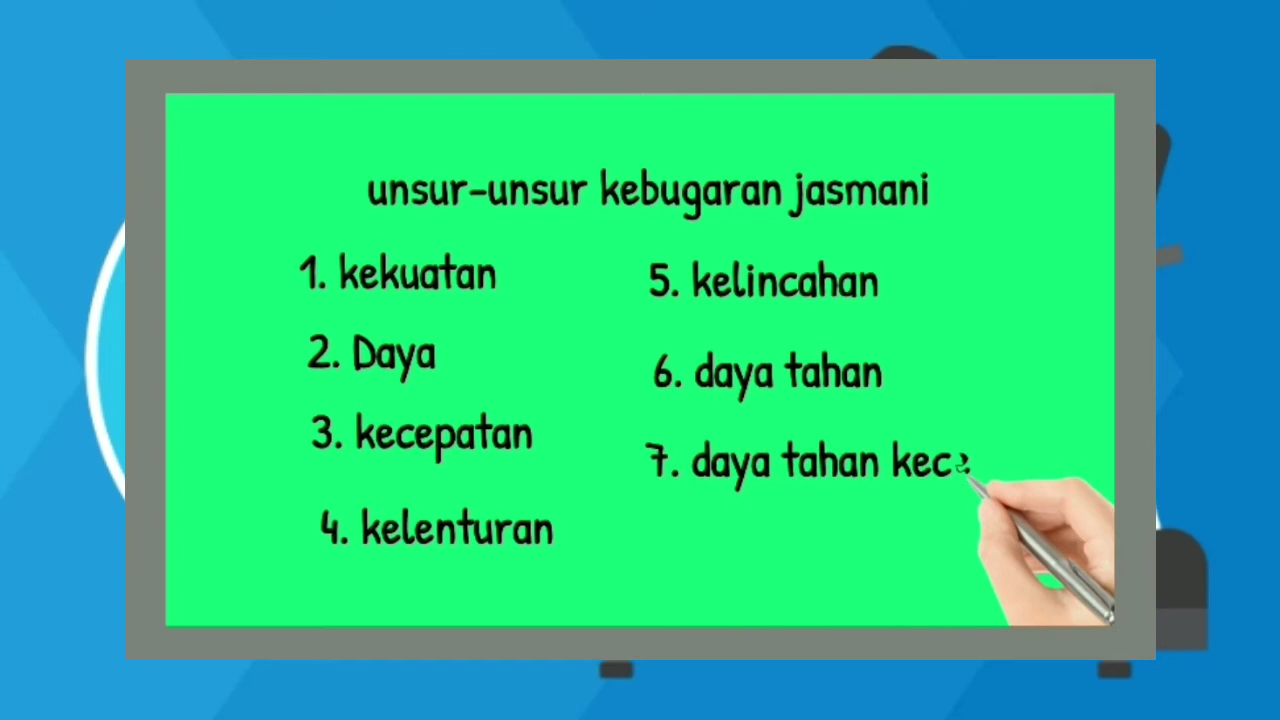 unsur-unsur kebugaran jasmani
1. kekuatan
2. Daya
3. kecepatan
4. kelenturan
5. kelincahan
6. daya tahan
7. daya tahan